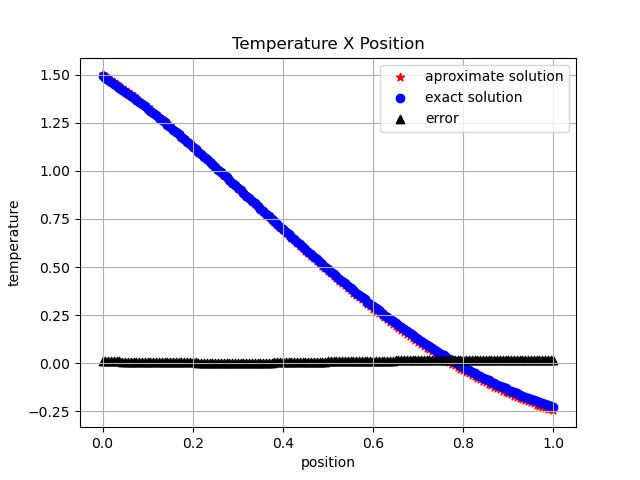 Temperature X Position
aproximate solution
exact solution
error
temperature
1.50
1.25
1.00
0.75
0.50
0.25
0.00
−0.25
0.0 0.2 0.4 0.6 0.8 1.0
position